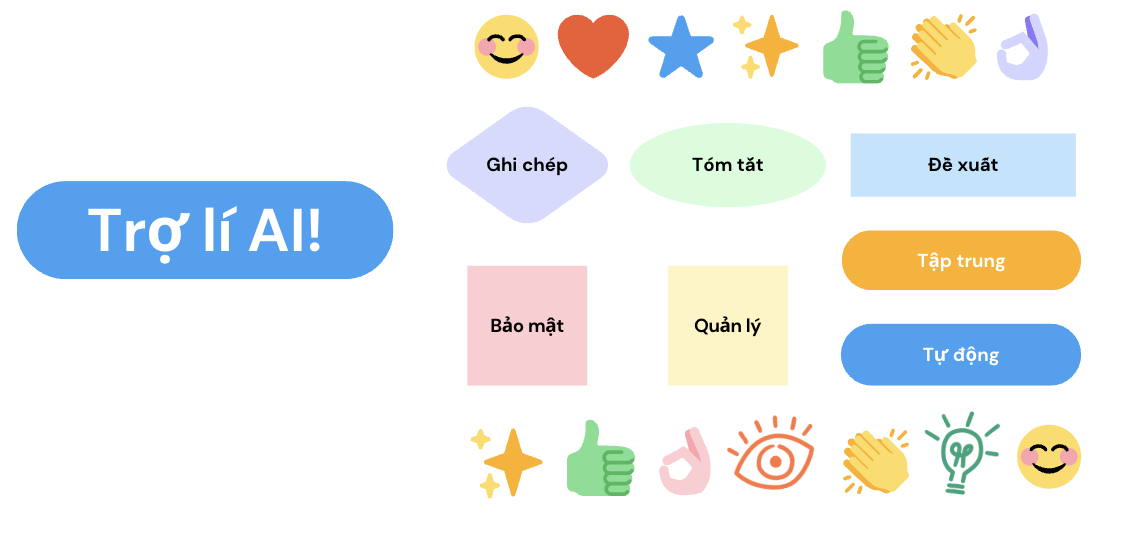 Trợ lí AI!
Ghi chép
Tóm tắt
Đề xuất
Tập trung
Bảo mật
Quản lý
Tự động